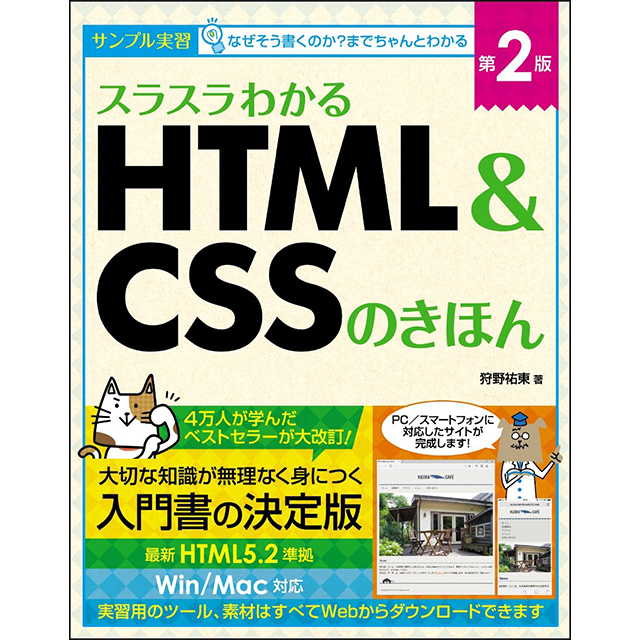 サンプル実習
なぜそう書くのか?までちゃんとわかる
第2版
スラスラわかる
HTML &
CSSのきほん
狩野祐東 著
4万人が学んだ
ベストセラーが大改訂!
PC/スマートフォンに
対応したサイトが
完成します!
大切な知識が無理なく身につく
入門書の決定版
最新 HTML5.2 準拠
Win/Mac 対応
実習用のツール、素材はすべてWebからダウンロードできます
KUJIRA CAFE